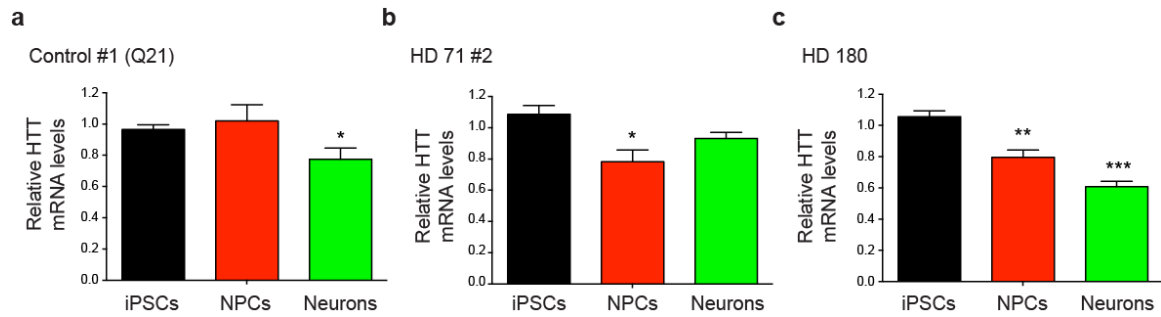 a
Control #1 (Q21)
Relative HTT
mRNA levels
1.2
1.0
0.8
0.6
0.4
0.2
0.0
*
iPSCs NPCs Neurons
b
HD 71 #2
Relative HTT
mRNA levels
1.2
1.0
0.8
0.6
0.4
0.2
0.0
*
iPSCs NPCs Neurons
c
HD 180
Relative HTT
mRNA levels
1.2
1.0
0.8
0.6
0.4
0.2
0.0
**
***
iPSCs NPCs Neurons